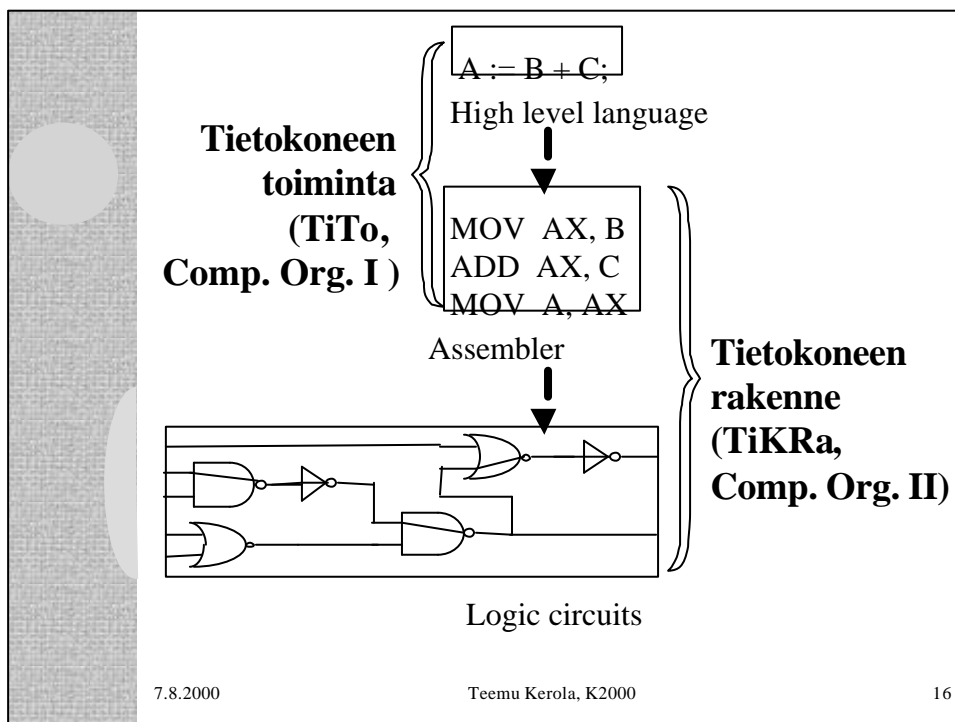 A := B + C;
High level language
Tietokoneen
toiminta
(TiTo,
Comp. Org. I )
MOV AX, B
ADD AX, C
MOV A, AX
Assembler
Tietokoneen
rakenne
(TiKRa,
Comp. Org. II)
Logic circuits
7.8.2000 Teemu Kerola, K2000 16